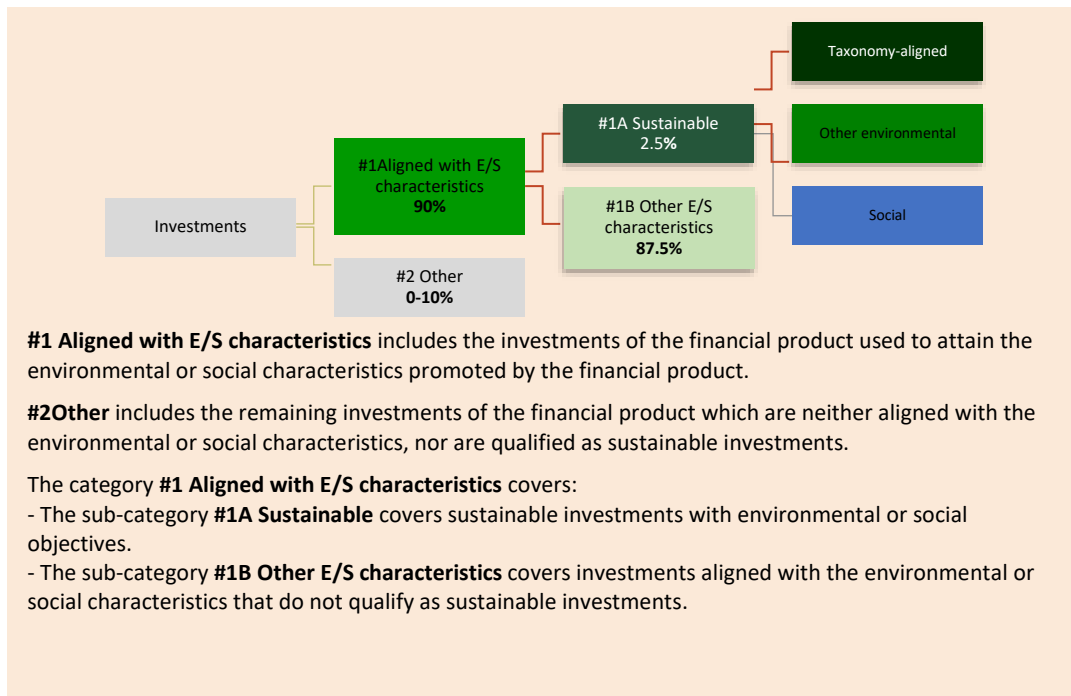 Taxonomy-aligned
#1A Sustainable
2.5%
Other environmental
#1Aligned with E/S
characteristics
90%
#1B Other E/S
characteristics
87.5%
Social
Investments
#2 Other
0-10%
#1 Aligned with E/S characteristics includes the investments of the financial product used to attain the
environmental or social characteristics promoted by the financial product.
#2Other includes the remaining investments of the financial product which are neither aligned with the
environmental or social characteristics, nor are qualified as sustainable investments.
The category #1 Aligned with E/S characteristics covers:
- The sub-category #1A Sustainable covers sustainable investments with environmental or social
objectives.
- The sub-category #1B Other E/S characteristics covers investments aligned with the environmental or
social characteristics that do not qualify as sustainable investments.